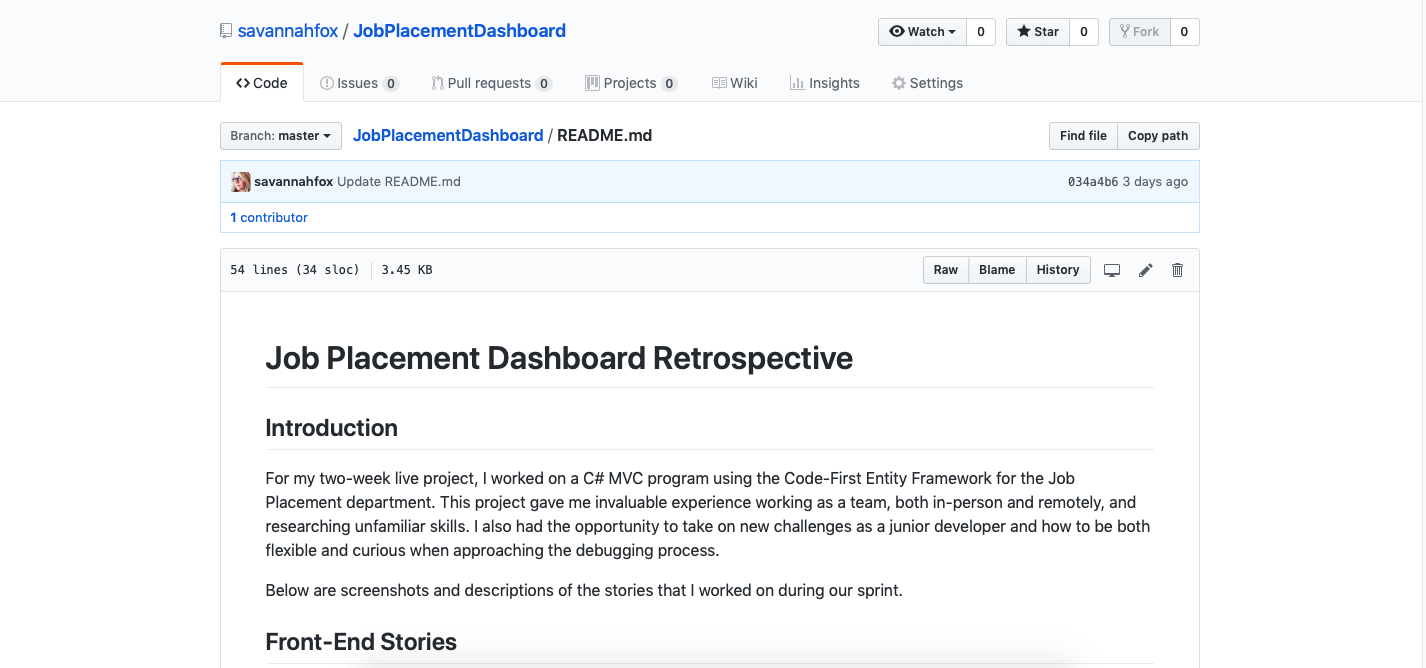 savannahfox / JobPlacementDashboard
Watch 0 Star 0 Fork 0
Code Issues 0 Pull requests 0 Projects 0 Wiki Insights Settings
Branch: master JobPlacementDashboard / README.md Find file Copy path
savannahfox Update README.md 034a4b6 3 days ago
1 contributor
54 lines (34 sloc) 3.45 KB Raw Blame History
Job Placement Dashboard Retrospective
Introduction
For my two-week live project, I worked on a C# MVC program using the Code-First Entity Framework for the Job
Placement department. This project gave me invaluable experience working as a team, both in-person and remotely, and
researching unfamiliar skills. I also had the opportunity to take on new challenges as a junior developer and how to be both
flexible and curious when approaching the debugging process.
Below are screenshots and descriptions of the stories that I worked on during our sprint.
Front-End Stories